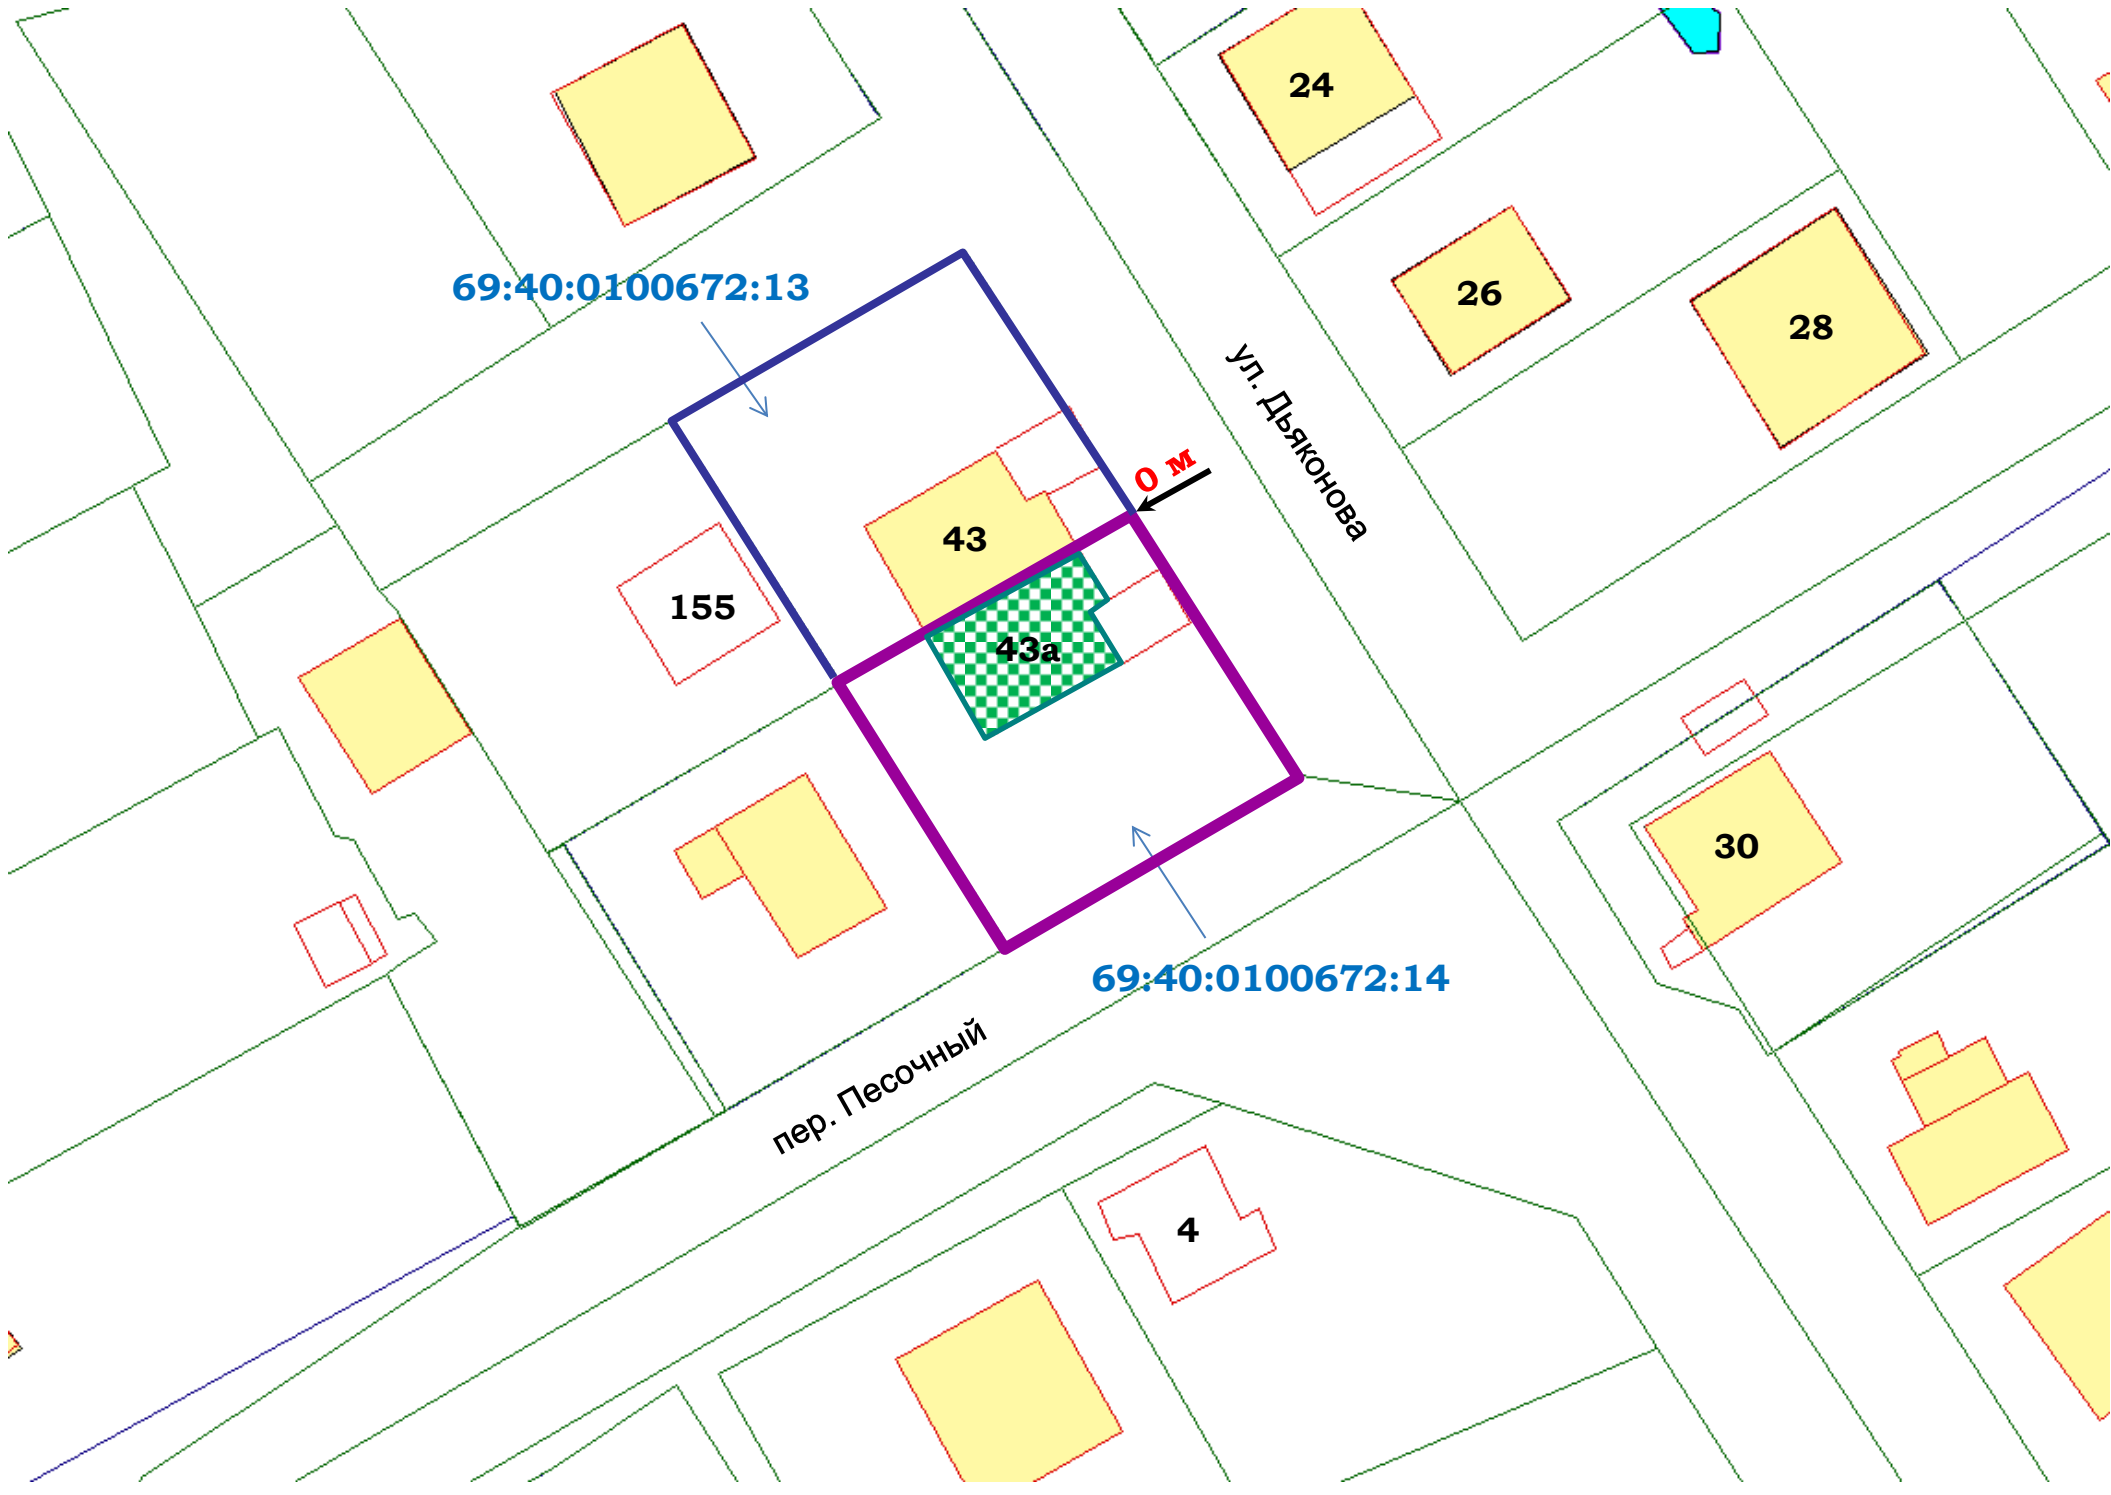 24
69:40:0100672:13
26
28
ул. Дьяконова
0 м
43
155
43а
30
69:40:0100672:14
пер. Песочный
4